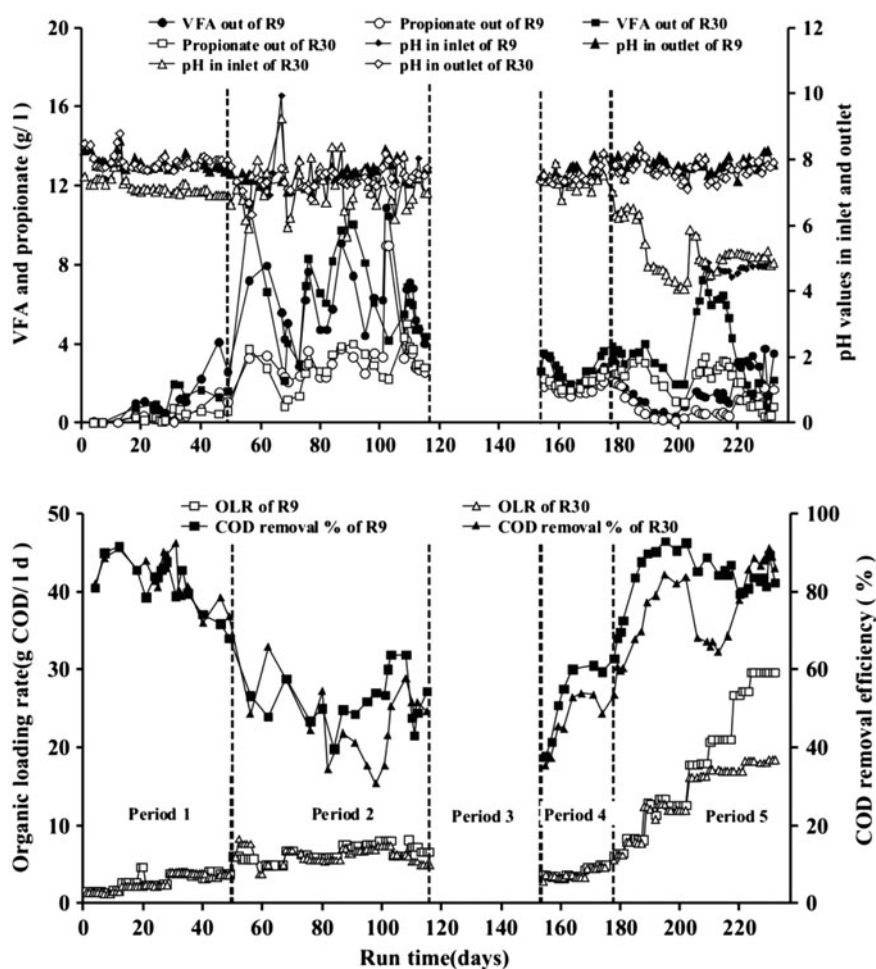 VFA out of R9 Propionate out of R9 VFA out of R30
Propionate out of R30 pH in inlet of R9 pH in outlet of R9
pH in inlet of R30 pH in outlet of R30
VFA and propionate (g/ l)
20
16
12
8
4
0
0 20 40 60 80 100 120 140 160 180 200 220
12
10
8
6
4
2
0
pH values in inlet and outlet
OLR of R9 OLR of R30
COD removal % of R9 COD removal % of R30
Organic loading rate(g COD/l d)
50
40
30
20
10
0
Period 1 Period 2 Period 3 Period 4 Period 5
0 20 40 60 80 100 120 140 160 180 200 220
100
80
60
40
20
0
COD removal efficiency ( % )
Run time(days)